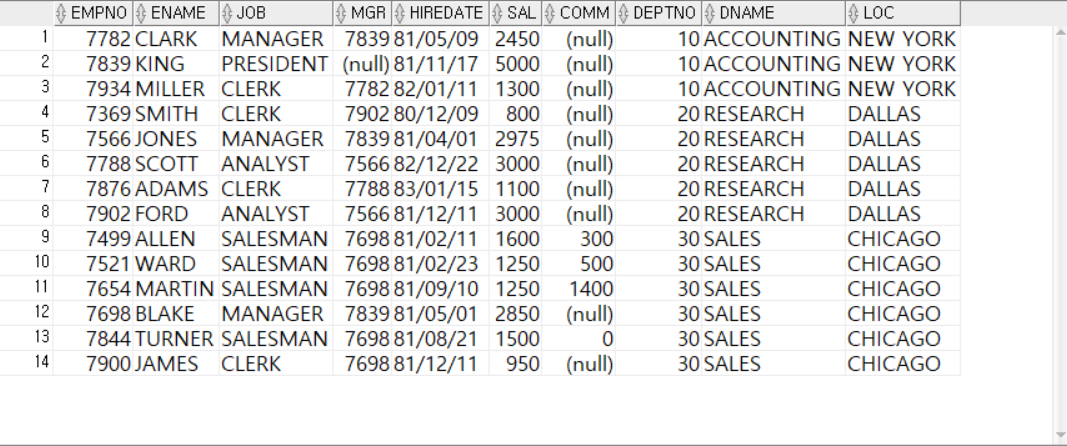 EMPNO ENAME JOB MGR HIREDATE SAL COMM DEPTNO DNAME LOC
1 7782 CLARK MANAGER 7839 81/05/09 2450 (null) 10 ACCOUNTING NEW YORK
2 7839 KING PRESIDENT (null) 81/11/17 5000 (null) 10 ACCOUNTING NEW YORK
3 7934 MILLER CLERK 7782 82/01/11 1300 (null) 10 ACCOUNTING NEW YORK
4 7369 SMITH CLERK 7902 80/12/09 800 (null) 20 RESEARCH DALLAS
5 7566 JONES MANAGER 7839 81/04/01 2975 (null) 20 RESEARCH DALLAS
6 7788 SCOTT ANALYST 7566 82/12/22 3000 (null) 20 RESEARCH DALLAS
7 7876 ADAMS CLERK 7788 83/01/15 1100 (null) 20 RESEARCH DALLAS
8 7902 FORD ANALYST 7566 81/12/11 3000 (null) 20 RESEARCH DALLAS
9 7499 ALLEN SALESMAN 7698 81/02/11 1600 300 30 SALES CHICAGO
10 7521 WARD SALESMAN 7698 81/02/23 1250 500 30 SALES CHICAGO
11 7654 MARTIN SALESMAN 7698 81/09/10 1250 1400 30 SALES CHICAGO
12 7698 BLAKE MANAGER 7839 81/05/01 2850 (null) 30 SALES CHICAGO
13 7844 TURNER SALESMAN 7698 81/08/21 1500 0 30 SALES CHICAGO
14 7900 JAMES CLERK 7698 81/12/11 950 (null) 30 SALES CHICAGO